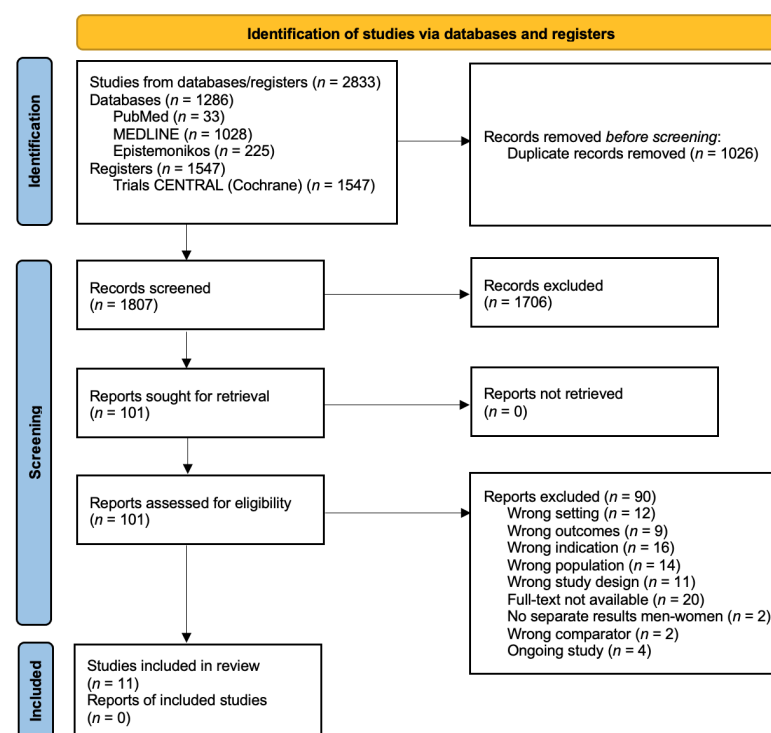 Identification of studies via databases and registers
Identification
Studies from databases/registers (n = 2833)
Databases (n = 1286)
PubMed (n = 33)
MEDLINE (n = 1028)
Epistemonikos (n = 225)
Registers (n = 1547)
Trials CENTRAL (Cochrane) (n = 1547)
Records removed before screening:
Duplicate records removed (n = 1026)
Screening
Records screened
(n = 1807)
Records excluded
(n = 1706)
Reports sought for retrieval
(n = 101)
Reports not retrieved
(n = 0)
Reports assessed for eligibility
(n = 101)
Reports excluded (n = 90)
Wrong setting (n = 12)
Wrong outcomes (n = 9)
Wrong indication (n = 16)
Wrong population (n = 14)
Wrong study design (n = 11)
Full-text not available (n = 20)
No separate results men-women (n = 2)
Wrong comparator (n = 2)
Ongoing study (n = 4)
Included
Studies included in review
(n = 11)
Reports of included studies
(n = 0)